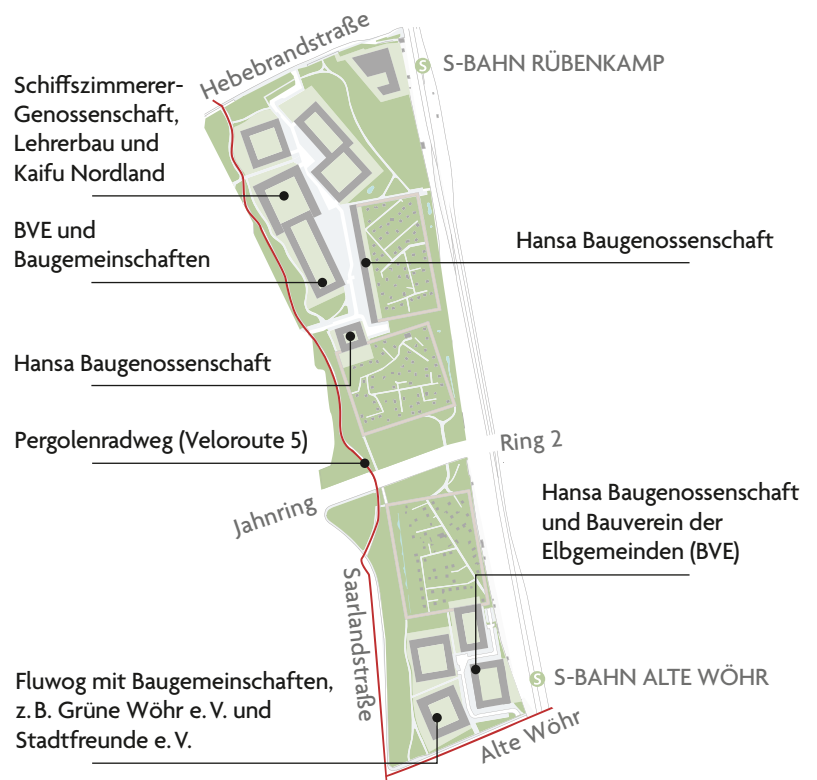 Hebebrandstraße
S
S-BAHN RÜBENKAMP
Schiffszimmerer-
Genossenschaft,
Lehrerbau und
Kaifu Nordland
BVE und
Baugemeinschaften
Hansa Baugenossenschaft
Hansa Baugenossenschaft
Pergolenradweg (Veloroute 5)
Ring 2
Jahnring
Hansa Baugenossenschaft
und Bauverein der
Elbgemeinden (BVE)
Saarlandstraße
S
S-BAHN ALTE WÖHR
Fluwog mit Baugemeinschaften,
z. B. Grüne Wöhr e. V. und
Stadtfreunde e. V.
Alte Wöhr